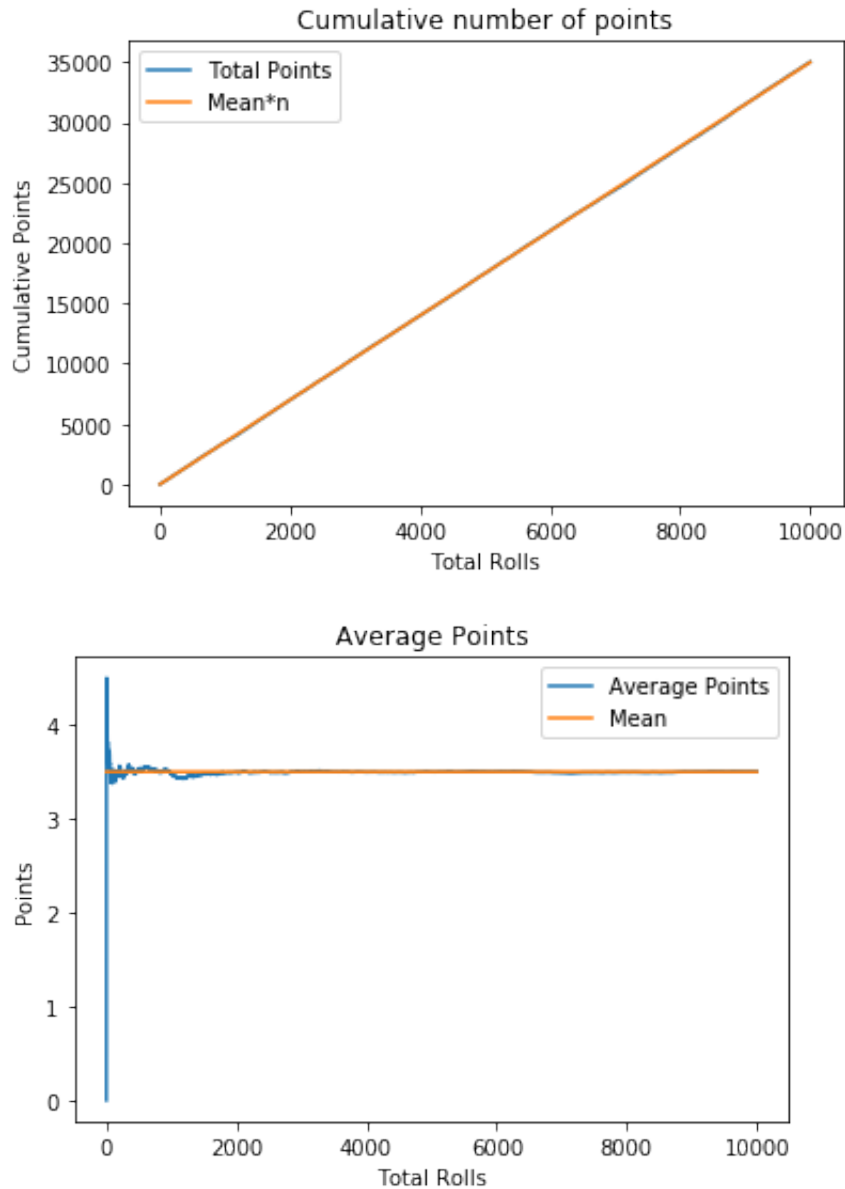 Cumulative number of points
Total Points
Mean*n
Cumulative Points
35000
30000
25000
20000
15000
10000
5000
0
0 2000 4000 6000 8000 10000
Total Rolls
Average Points
Average Points
Mean
Points
4
3
2
1
0
0 2000 4000 6000 8000 10000
Total Rolls